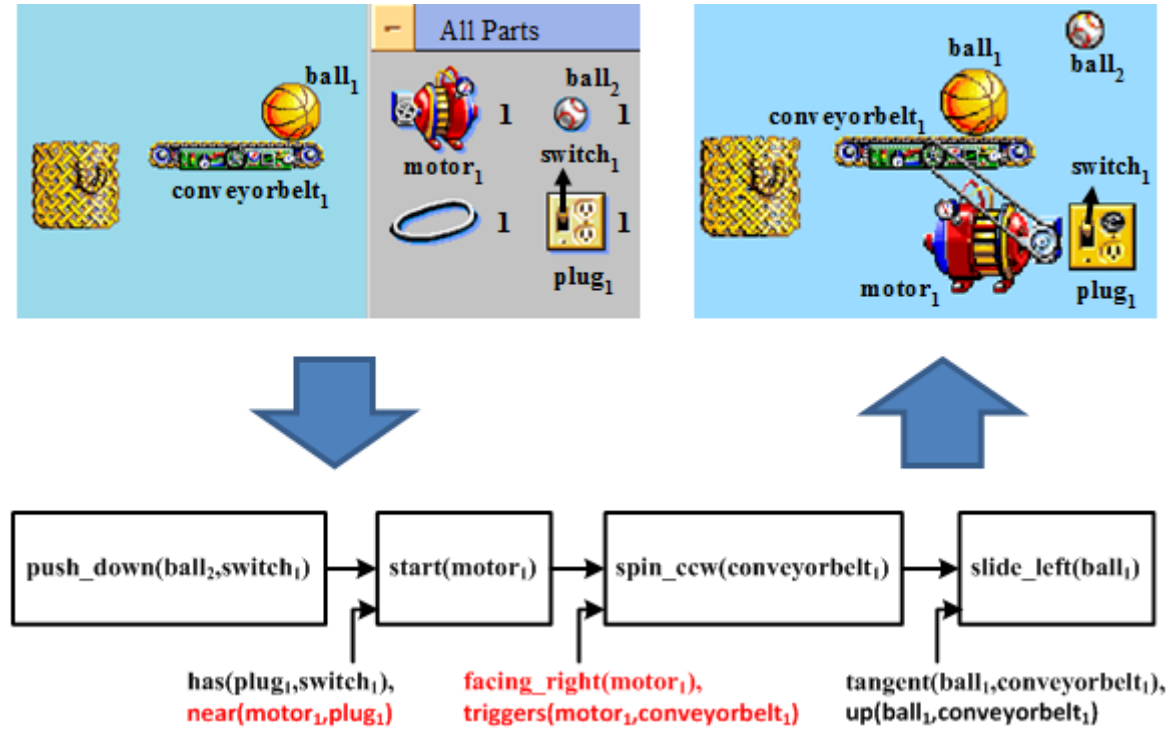 All Parts
ball₁
conveyorbelt₁
motor₁
1
ball₂
1
switch₁
1
plug₁
1
ball₁
ball₂
conveyorbelt₁
switch₁
motor₁
plug₁
push_down(ball₂,switch₁)
start(motor₁)
spin_ccw(conveyorbelt₁)
slide_left(ball₁)
has(plug₁,switch₁),
near(motor₁,plug₁)
facing_right(motor₁),
triggers(motor₁,conveyorbelt₁)
tangent(ball₁,conveyorbelt₁),
up(ball₁,conveyorbelt₁)